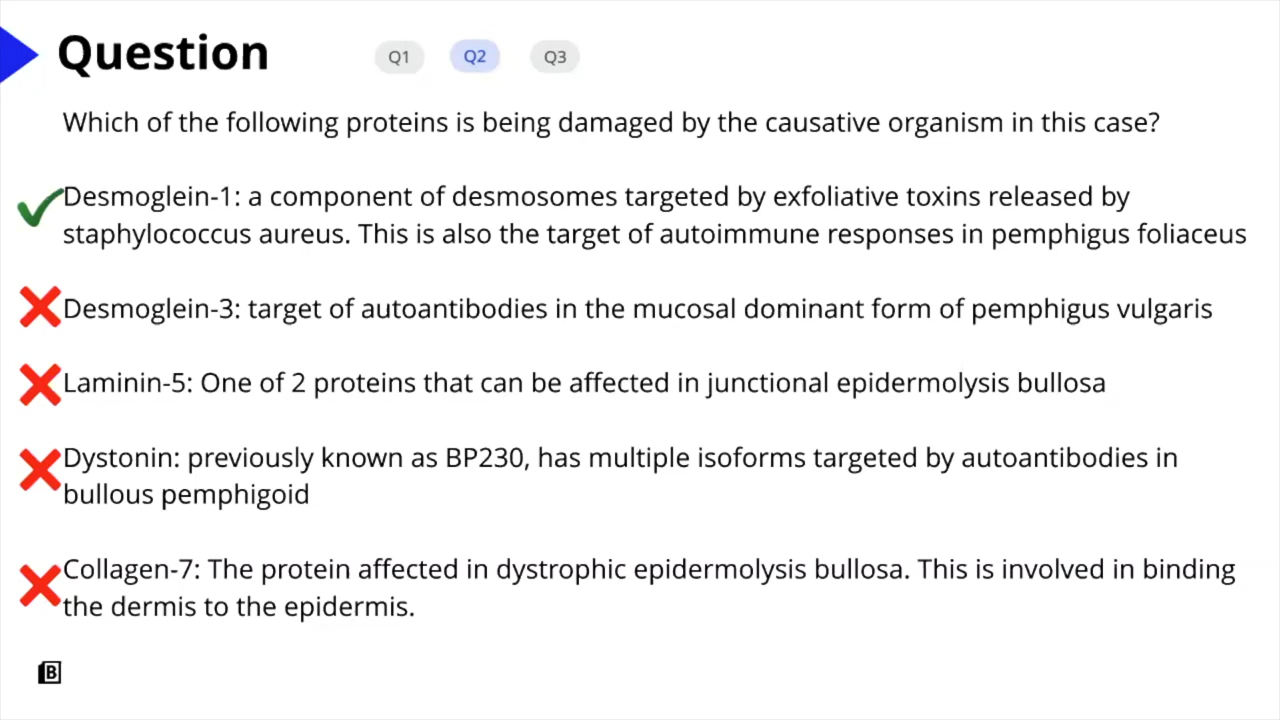 Question
Q1
Q2
Q3
Which of the following proteins is being damaged by the causative organism in this case?
Desmoglein-1: a component of desmosomes targeted by exfoliative toxins released by
staphylococcus aureus. This is also the target of autoimmune responses in pemphigus foliaceus
Desmoglein-3: target of autoantibodies in the mucosal dominant form of pemphigus vulgaris
Laminin-5: One of 2 proteins that can be affected in junctional epidermolysis bullosa
Dystonin: previously known as BP230, has multiple isoforms targeted by autoantibodies in
bullous pemphigoid
Collagen-7: The protein affected in dystrophic epidermolysis bullosa. This is involved in binding
the dermis to the epidermis.
B